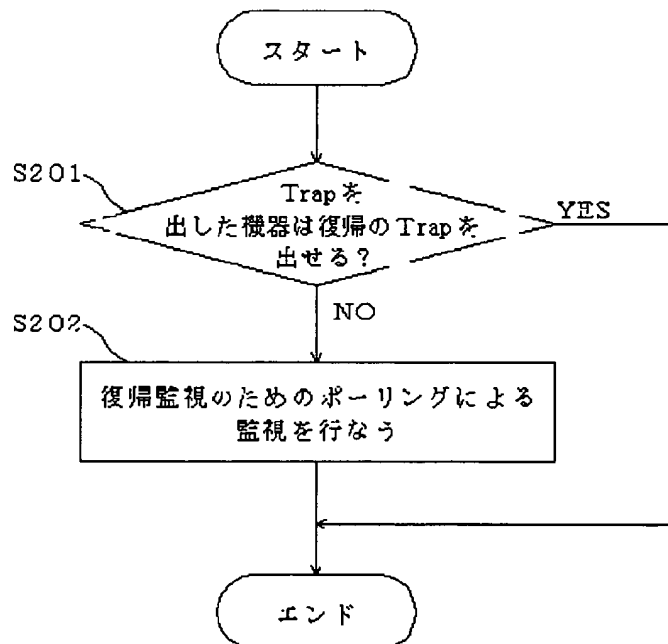 スタート
S201
Trapを
出した機器は復帰のTrapを
出せる?
YES
NO
S202
復帰監視のためのポーリングによる
監視を行なう
エンド